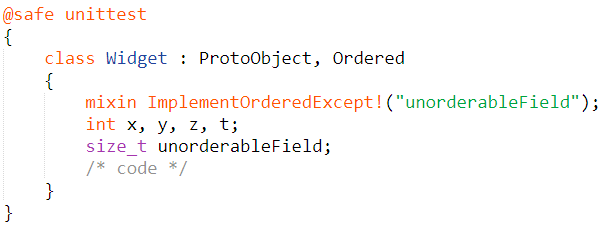 @safe unittest
{
    class Widget : ProtoObject, Ordered
    {
        mixin ImplementOrderedExcept!("unorderableField");
        int x, y, z, t;
        size_t unorderableField;
        /* code */
    }
}